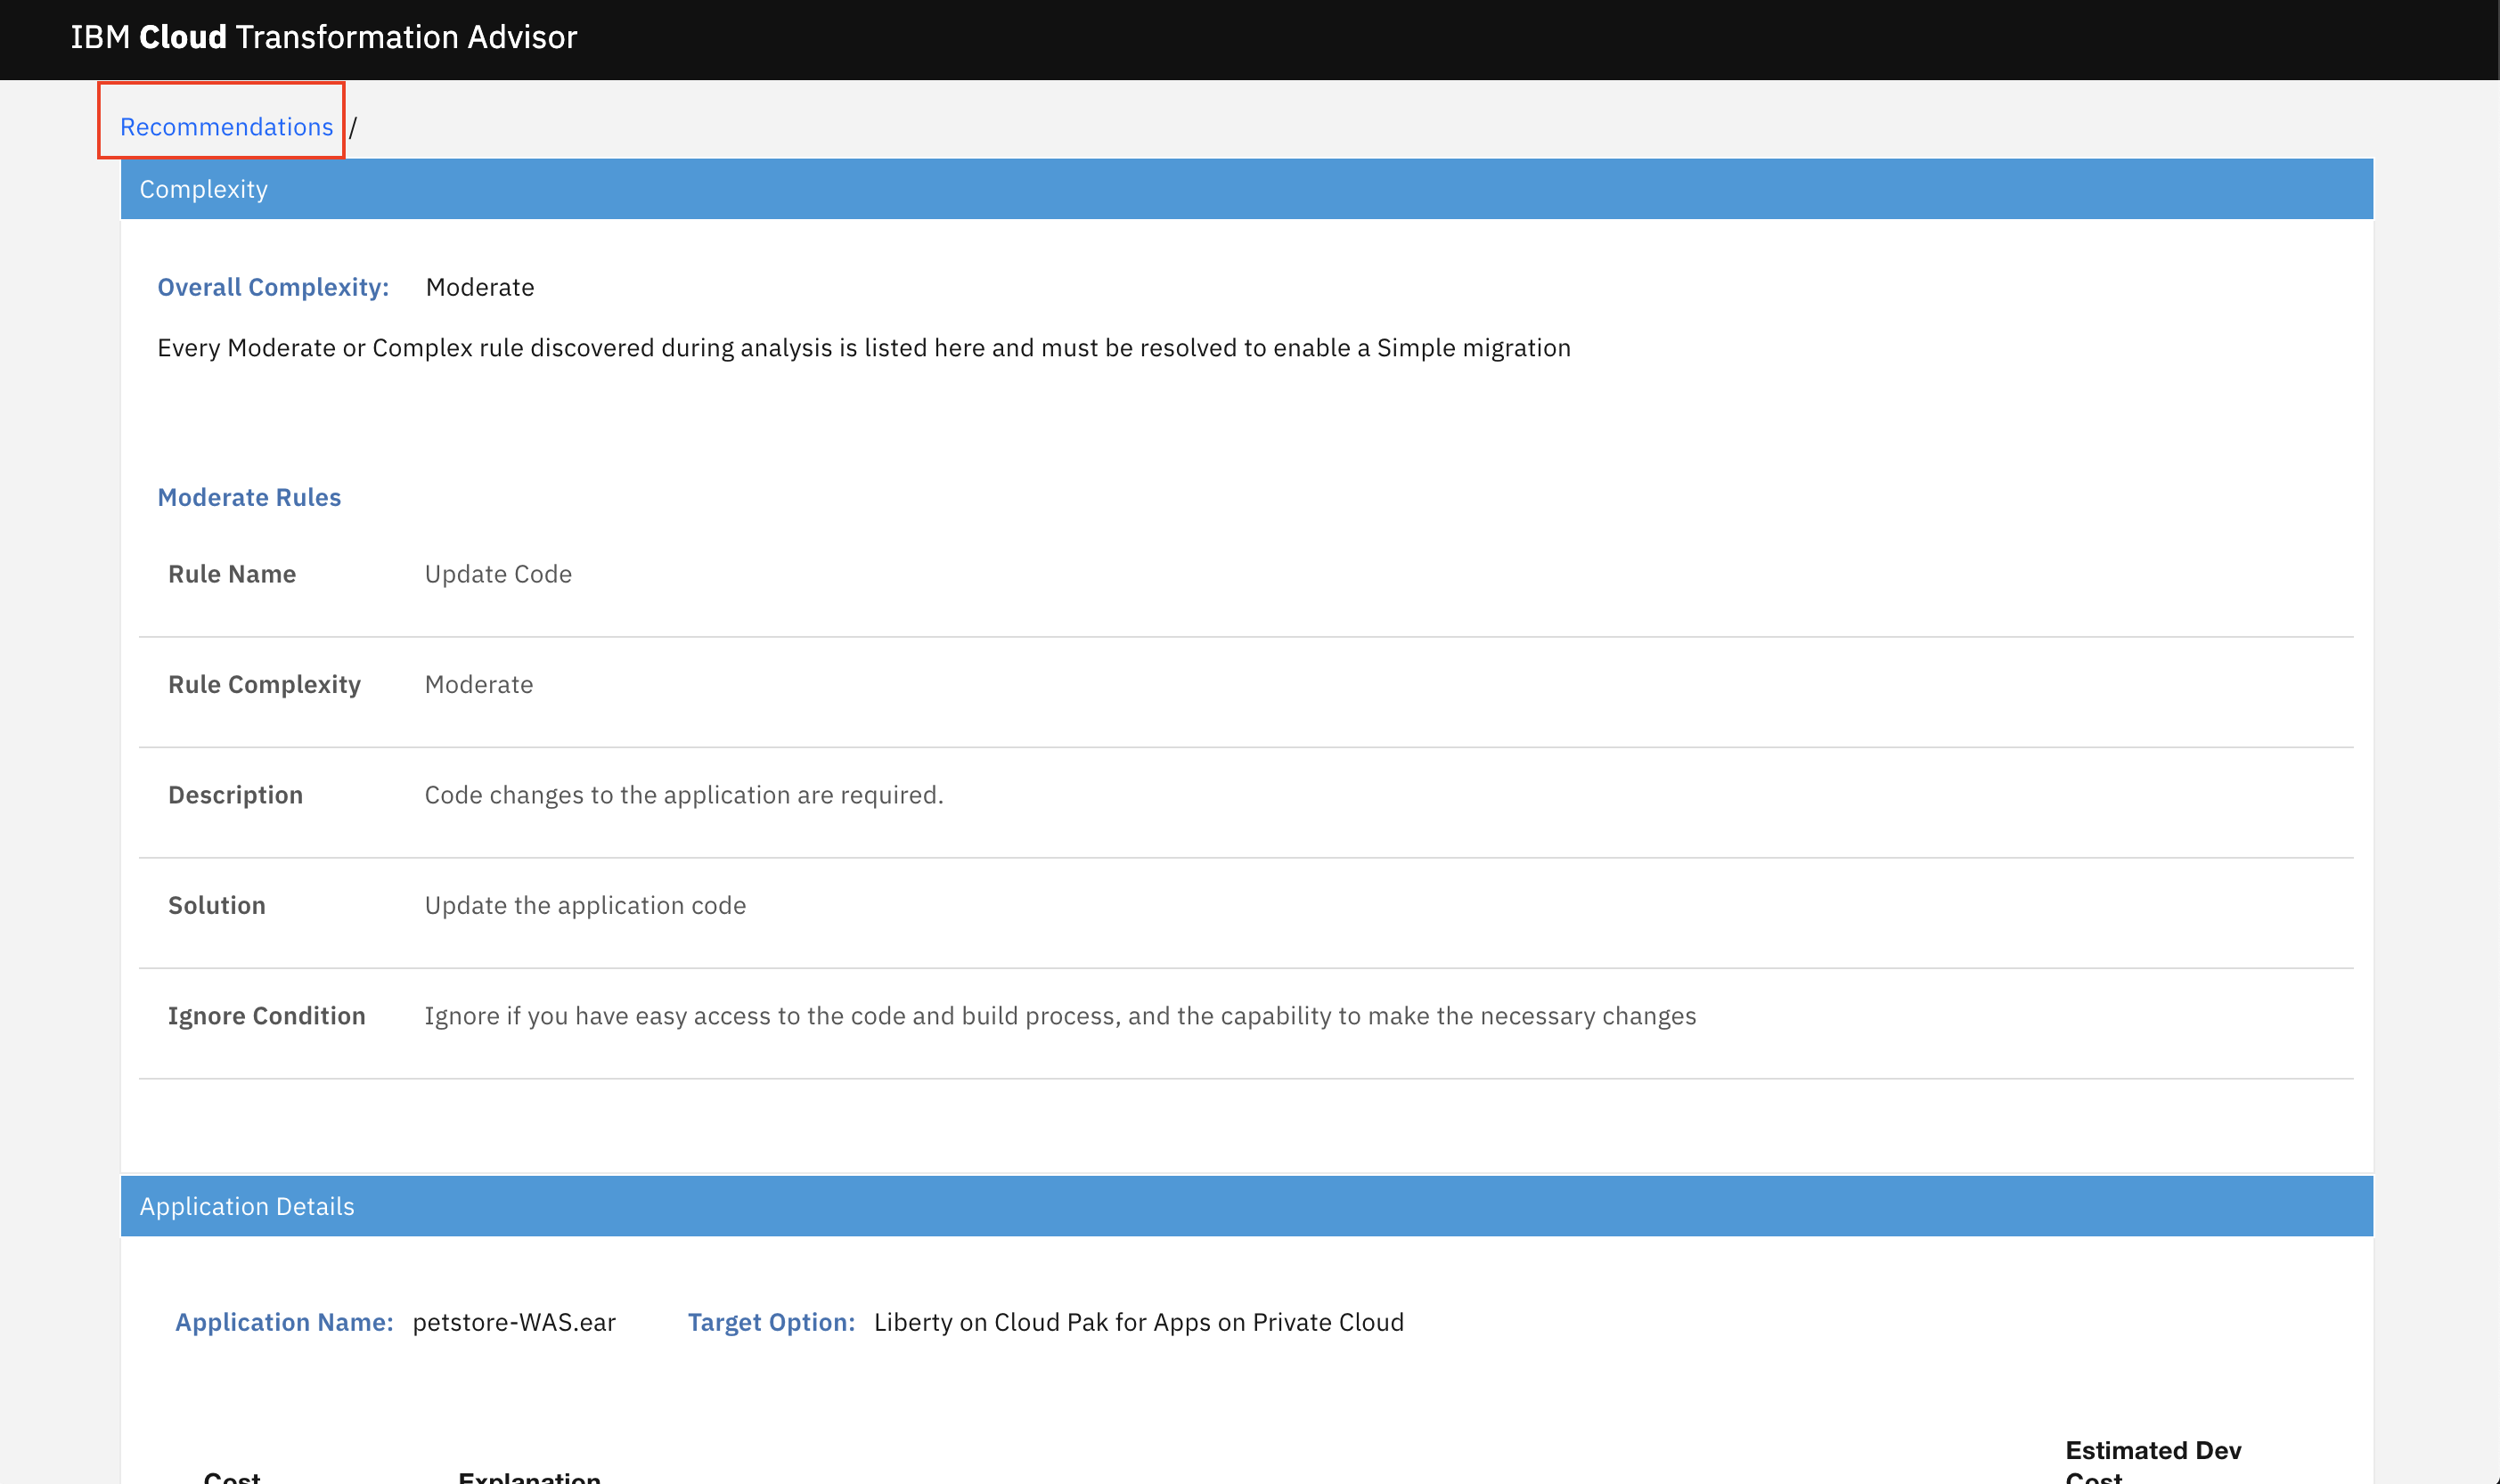 IBM Cloud Transformation Advisor
Recommendations /
Complexity
Overall Complexity: Moderate
Every Moderate or Complex rule discovered during analysis is listed here and must be resolved to enable a Simple migration
Moderate Rules
Rule Name Update Code
Rule Complexity Moderate
Description Code changes to the application are required.
Solution Update the application code
Ignore Condition Ignore if you have easy access to the code and build process, and the capability to make the necessary changes
Application Details
Application Name: petstore-WAS.ear Target Option: Liberty on Cloud Pak for Apps on Private Cloud
Estimated Dev
Cost Explanation Cost